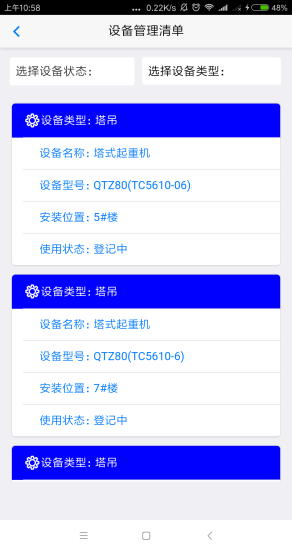 上午10:58 ... 0.22K/s 48%
设备管理清单
选择设备状态： 选择设备类型：
设备类型：塔吊
设备名称：塔式起重机
设备型号：QTZ80(TC5610-06)
安装位置：5#楼
使用状态：登记中
设备类型：塔吊
设备名称：塔式起重机
设备型号：QTZ80(TC5610-6)
安装位置：7#楼
使用状态：登记中
设备类型：塔吊